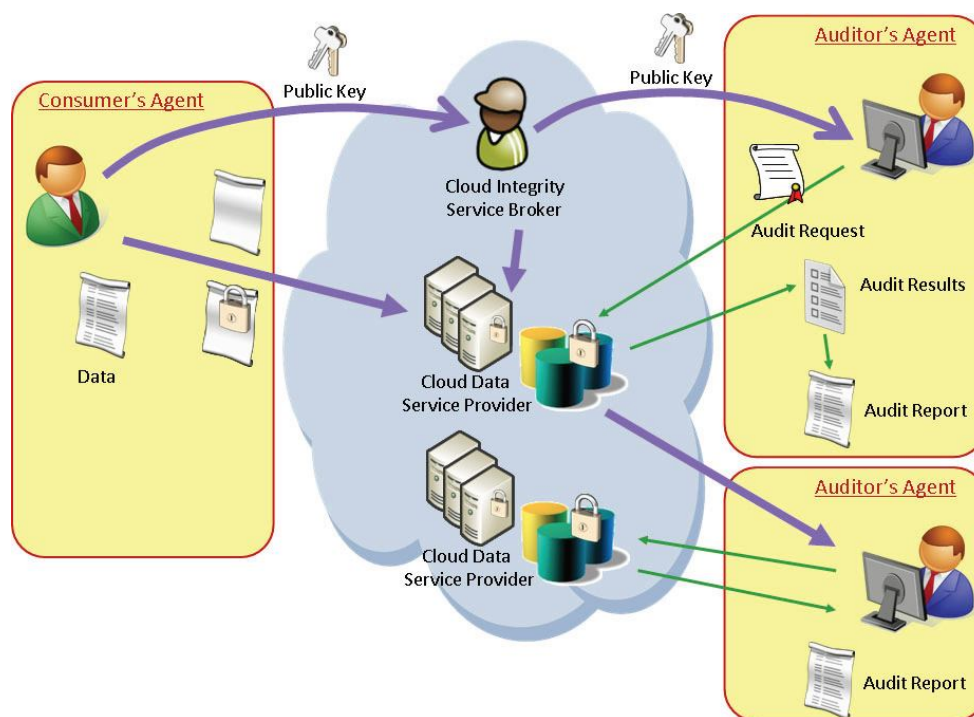 Consumer's Agent
Public Key
Public Key
Auditor's Agent
Cloud Integrity
Service Broker
Audit Request
Data
Audit Results
Cloud Data
Service Provider
Audit Report
Cloud Data
Service Provider
Auditor's Agent
Audit Report